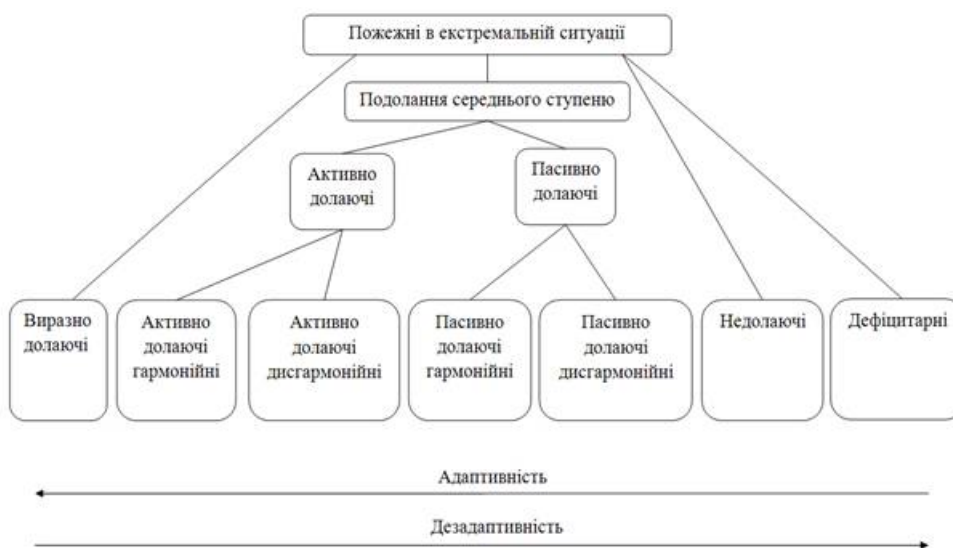 Пожежні в екстремальній ситуації
Подолання середнього ступеню
Активно
долаючі
Пасивно
долаючі
Виразно
долаючі
Активно
долаючі
гармонійні
Активно
долаючі
дисгармонійні
Пасивно
долаючі
гармонійні
Пасивно
долаючі
дисгармонійні
Недолаючі
Дефіцитарні
Адаптивність
Дезадаптивність